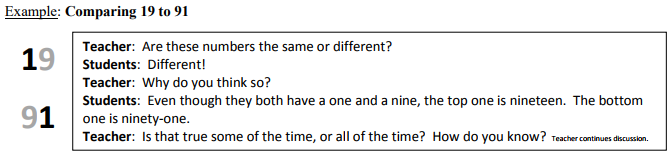 Example: Comparing 19 to 91
19
91
Teacher: Are these numbers the same or different?
Students: Different!
Teacher: Why do you think so?
Students: Even though they both have a one and a nine, the top one is nineteen. The bottom
one is ninety-one.
Teacher: Is that true some of the time, or all of the time? How do you know? Teacher continues discussion.